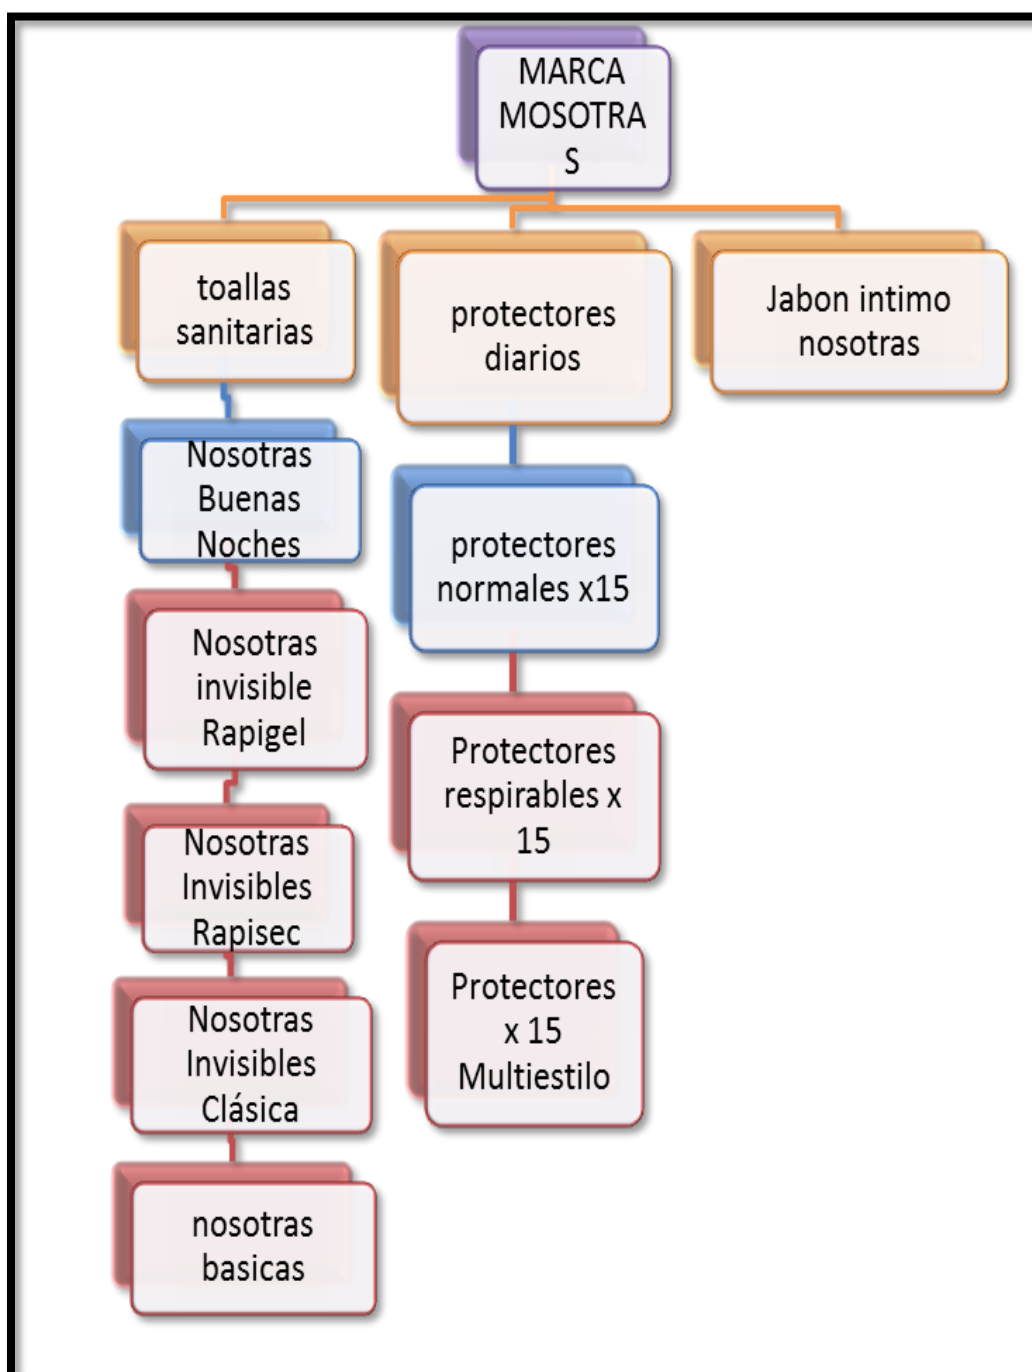 MARCA
MOSOTRA
S
toallas
sanitarias
protectores
diarios
Jabon intimo
nosotras
Nosotras
Buenas
Noches
protectores
normales x15
Nosotras
invisible
Rapigel
Protectores
respirables x
15
Nosotras
Invisibles
Rapisec
Protectores
x 15
Multiestilo
Nosotras
Invisibles
Clásica
nosotras
basicas